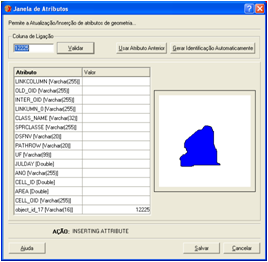 Janela de Atributos
Permite a Atualização/Inserção de atributos de geometria...
Coluna de Ligação
12225
Validar
Usar Atributo Anterior
Gerar Identificação Automaticamente
Atributo Valor
LINKCOLUMN [Varchar(255)]
OLD_OID [Varchar(255)]
INTER_OID [Varchar(255)]
LINKUMN_0 [Varchar(255)]
CLASS_NAME [Varchar(32)]
SPRCLASSE [Varchar(255)]
DSFNV [Varchar(20)]
PATHROW [Varchar(20)]
UF [Varchar(99)]
JULDAY [Double]
ANO [Varchar(255)]
CELL_ID [Double]
AREA [Double]
CELL_OID [Varchar(255)]
object_id_17 [Varchar(16)] 12225
AÇÃO: INSERTING ATTRIBUTE
Ajuda
Salvar
Cancelar